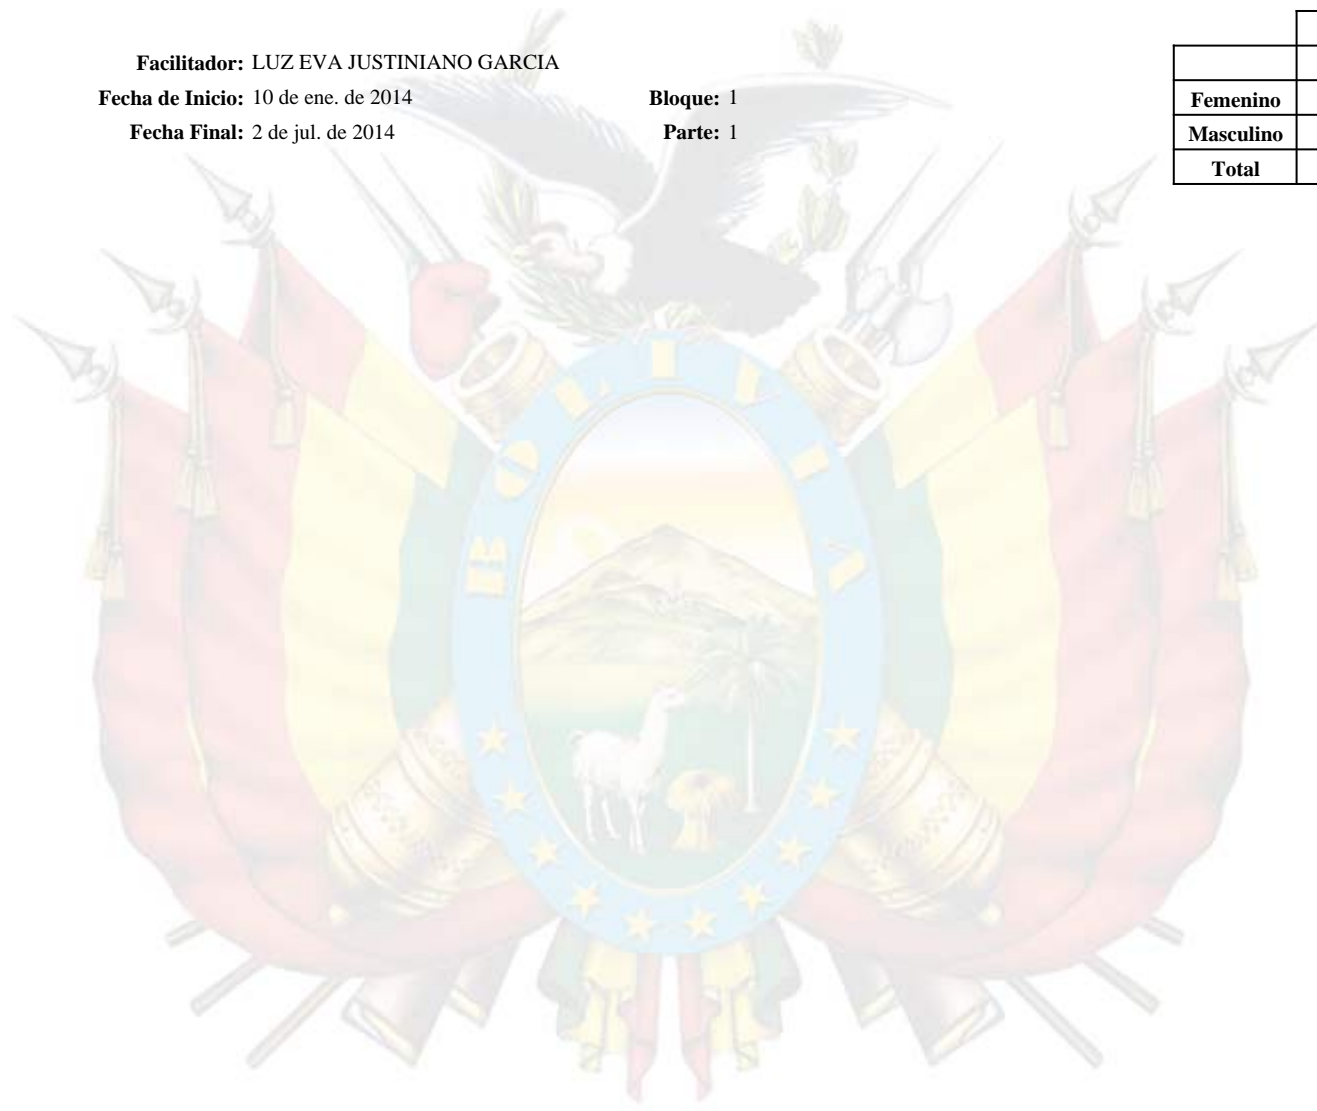 Facilitador: LUZ EVA JUSTINIANO GARCIA
Fecha de Inicio: 10 de ene. de 2014 Bloque: 1
Fecha Final: 2 de jul. de 2014 Parte: 1
Femenino
Masculino
Total
BOLIVIA